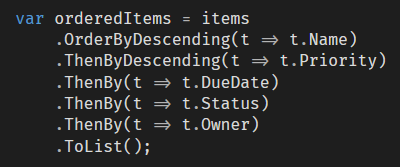 var orderedItems = items
.OrderByDescending(t => t.Name)
.ThenByDescending(t => t.Priority)
.ThenBy(t => t.DueDate)
.ThenBy(t => t.Status)
.ThenBy(t => t.Owner)
.ToList();